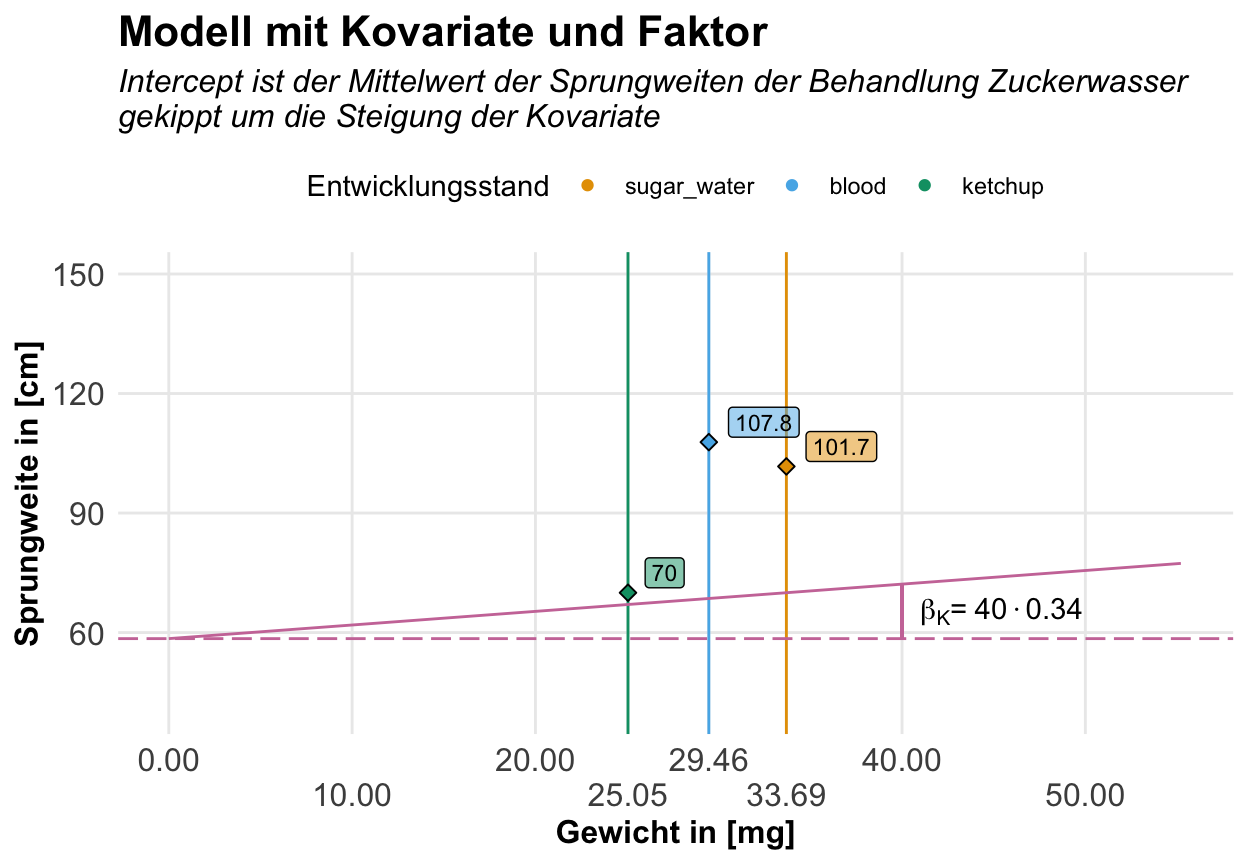 Modell mit Kovariate und Faktor
Intercept ist der Mittelwert der Sprungweiten der Behandlung Zuckerwasser
gekippt um die Steigung der Kovariate
Entwicklungsstand sugar_water blood ketchup
Sprungweite in [cm]
150
120
90
60
107.8
101.7
70
βK= 40 · 0.34
0.00 20.00 29.46 40.00
10.00 25.05 33.69 50.00
Gewicht in [mg]